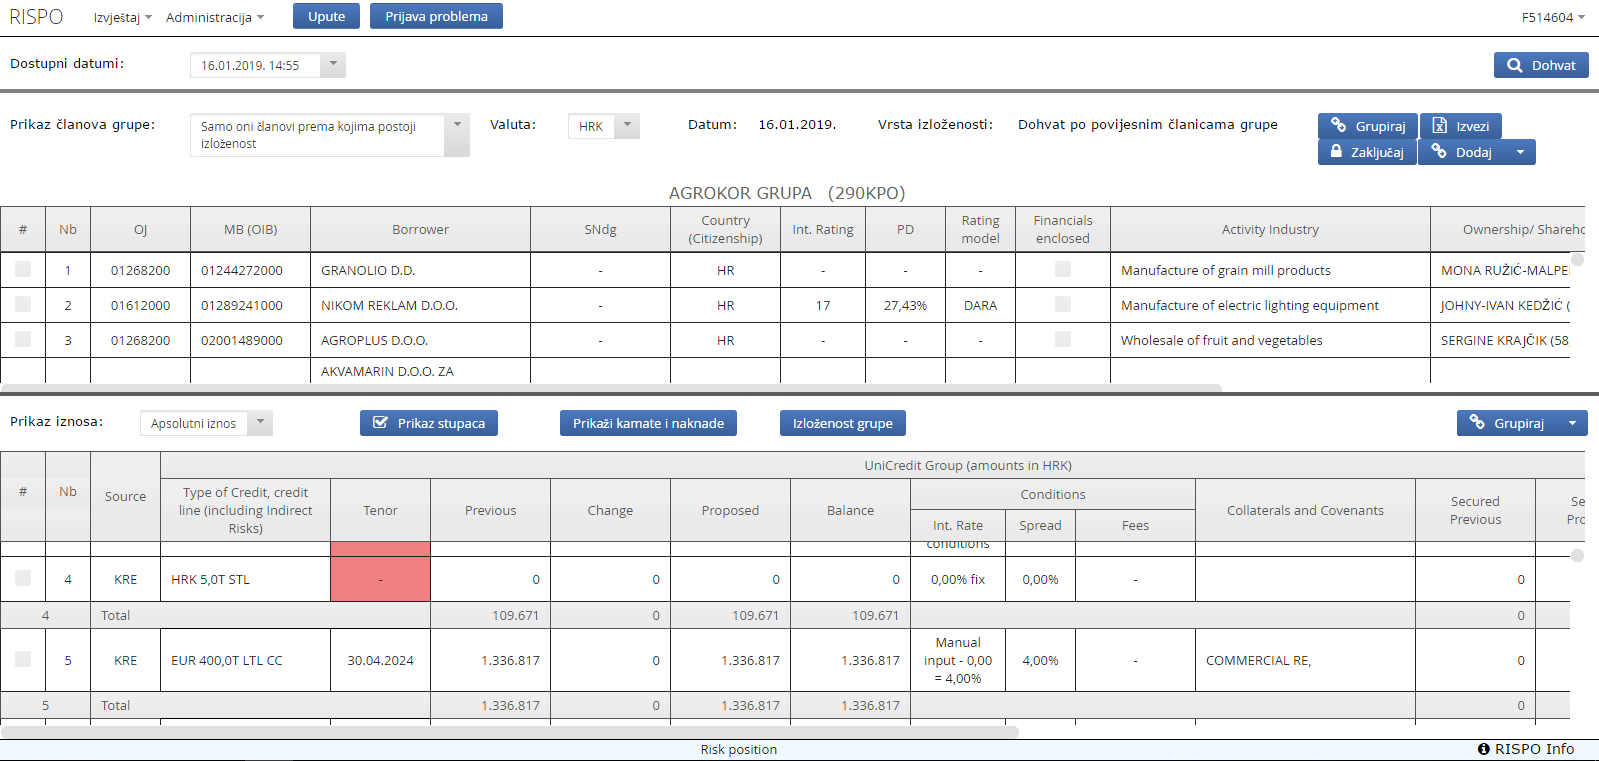 RISPO Izvještaj Administracija Upute Prijava problema F514604
Dostupni datumi: 16.01.2019. 14:55 Dohvat
Prikaz članova grupe: Samo oni članovi prema kojima postoji izloženost Valuta: HRK Datum: 16.01.2019. Vrsta izloženosti: Dohvat po povijesnim članicama grupe Grupiraj Izvezi
Zaključaj Dodaj
AGROKOR GRUPA (290KPO)
# Nb OJ MB (OIB) Borrower SNdg Country (Citizenship) Int. Rating PD Rating model Financials enclosed Activity Industry Ownership/ Shareho
1 01268200 01244272000 GRANOLIO D.D. - HR - - - Manufacture of grain mill products MONA RUŽIĆ-MALPE
2 01612000 01289241000 NIKOM REKLAM D.O.O. - HR 17 27,43% DARA Manufacture of electric lighting equipment JOHNY-IVAN KEDŽIĆ (
3 01268200 02001489000 AGROPLUS D.O.O. - HR - - - Wholesale of fruit and vegetables SERGINE KRAJČIK (58,
AKVAMARIN D.O.O. ZA
Prikaz iznosa: Apsolutni iznos Prikaz stupaca Prikaži kamate i naknade Izloženost grupe Grupiraj
UniCredit Group (amounts in HRK)
# Nb Source Type of Credit, credit line (including Indirect Risks) Tenor Previous Change Proposed Balance Conditions Collaterals and Covenants Secured Previous Se Pro
Int. Rate conditions Spread Fees
4 KRE HRK 5,0T STL - 0 0 0 0 0,00% fix 0,00% - 0
4 Total 109.671 0 109.671 109.671 0
5 KRE EUR 400,0T LTL CC 30.04.2024 1.336.817 0 1.336.817 1.336.817 Manual input - 0,00 = 4,00% 4,00% - COMMERCIAL RE, 0
5 Total 1.336.817 0 1.336.817 1.336.817 0
Risk position RISPO Info